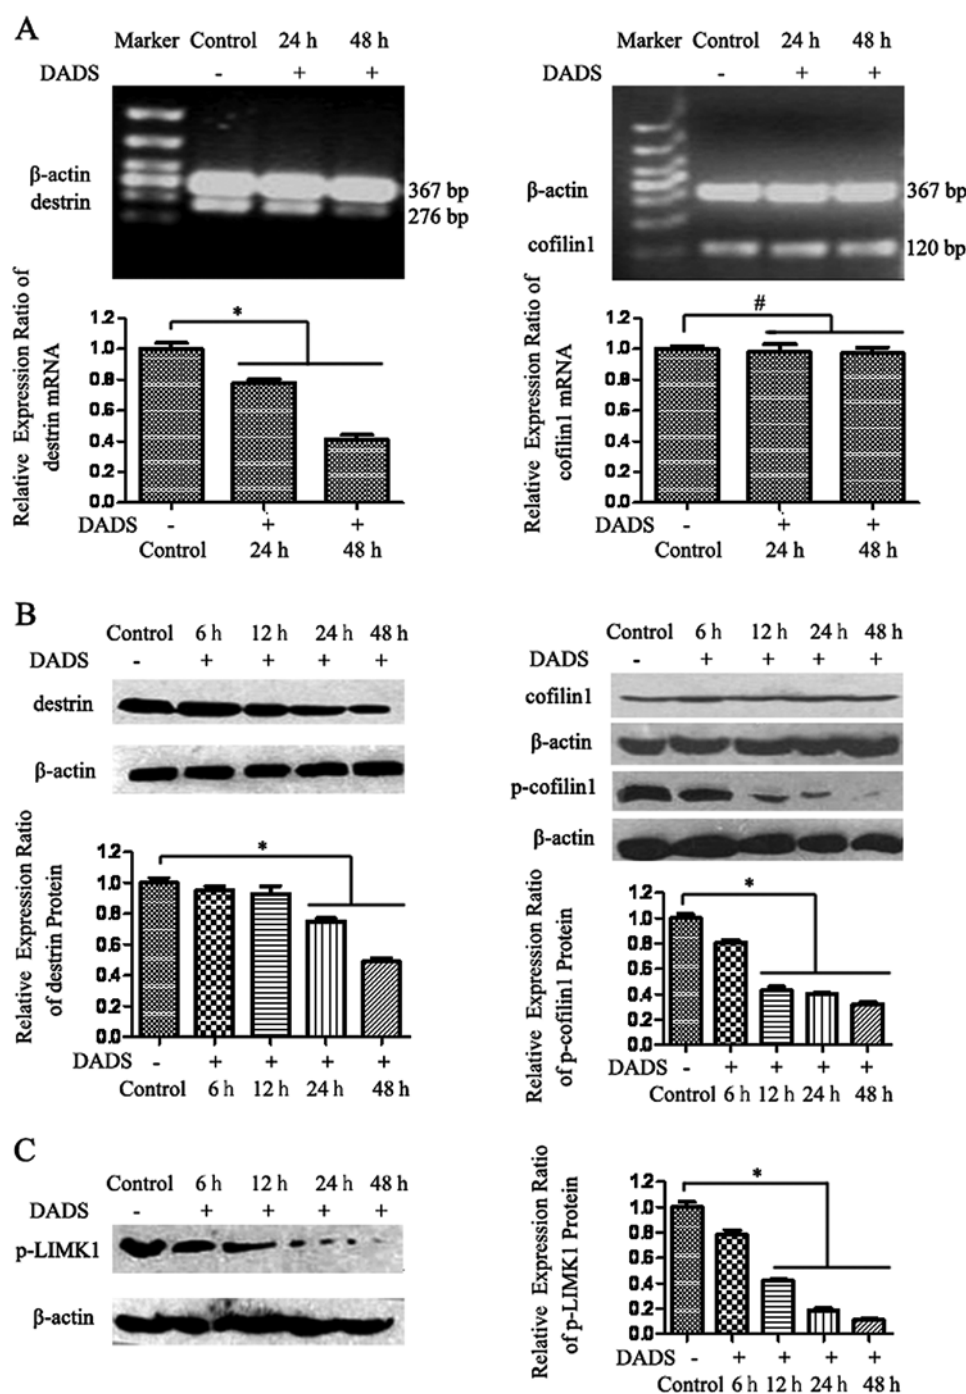 A
Marker Control 24 h 48 h
DADS - + +
β-actin
destrin
367 bp
276 bp
Relative Expression Ratio of
destrin mRNA
1.2
1.0
0.8
0.6
0.4
0.2
0.0
*
DADS - + +
Control 24 h 48 h
Marker Control 24 h 48 h
DADS - + +
β-actin
cofilin1
367 bp
120 bp
Relative Expression Ratio of
cofilin1 mRNA
1.2
1.0
0.8
0.6
0.4
0.2
0.0
#
DADS - + +
Control 24 h 48 h
B
Control 6 h 12 h 24 h 48 h
DADS - + + + +
destrin
β-actin
Relative Expression Ratio
of destrin Protein
1.2
1.0
0.8
0.6
0.4
0.2
0.0
*
DADS - + + + +
Control 6 h 12 h 24 h 48 h
Control 6 h 12 h 24 h 48 h
DADS - + + + +
cofilin1
β-actin
p-cofilin1
β-actin
Relative Expression Ratio
of p-cofilin1 Protein
1.2
1.0
0.8
0.6
0.4
0.2
0.0
*
DADS - + + + +
Control 6 h 12 h 24 h 48 h
C
Control 6 h 12 h 24 h 48 h
DADS - + + + +
p-LIMK1
β-actin
Relative Expression Ratio
of p-LIMK1 Protein
1.2
1.0
0.8
0.6
0.4
0.2
0.0
*
DADS - + + + +
Control 6 h 12 h 24 h 48 h